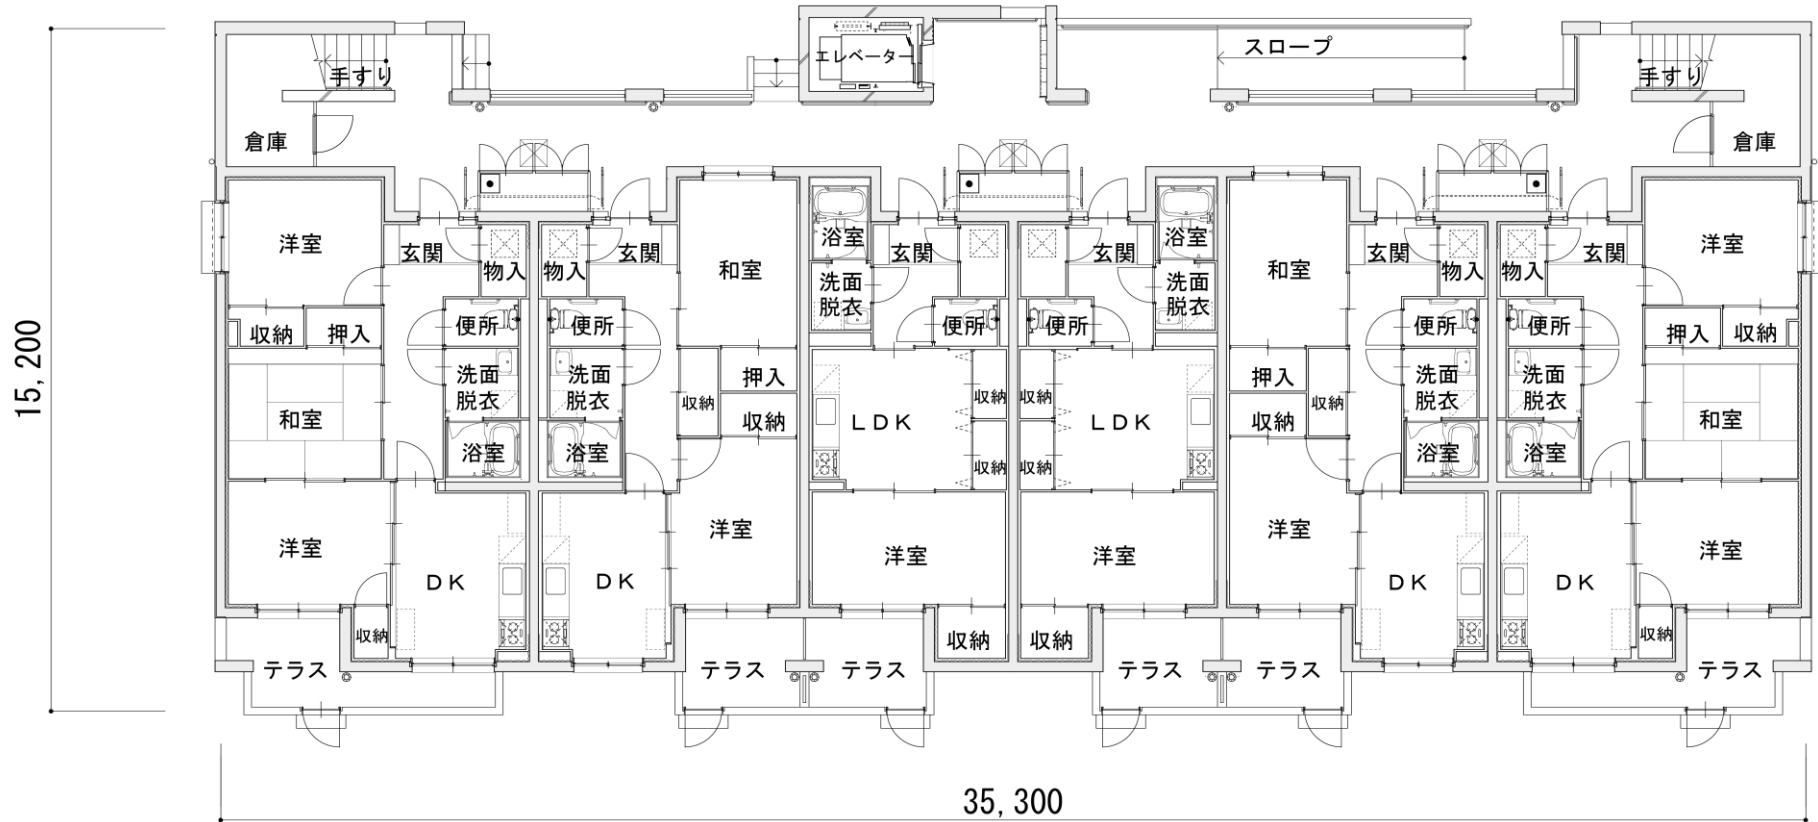 エレベーター
スロープ
手すり
手すり
倉庫
倉庫
洋室
玄関
物入
物入
玄関
和室
浴室
玄関
玄関
浴室
和室
玄関
物入
物入
玄関
洋室
洗面
脱衣
洗面
脱衣
収納
押入
便所
便所
便所
便所
便所
便所
押入
収納
洗面
脱衣
洗面
脱衣
収納
押入
収納
収納
収納
押入
収納
洗面
脱衣
洗面
脱衣
和室
収納
LDK
LDK
収納
和室
浴室
浴室
収納
収納
浴室
浴室
洋室
洋室
洋室
洋室
洋室
洋室
DK
DK
DK
DK
収納
収納
収納
収納
テラス
テラス
テラス
テラス
テラス
テラス
15,200
35,300